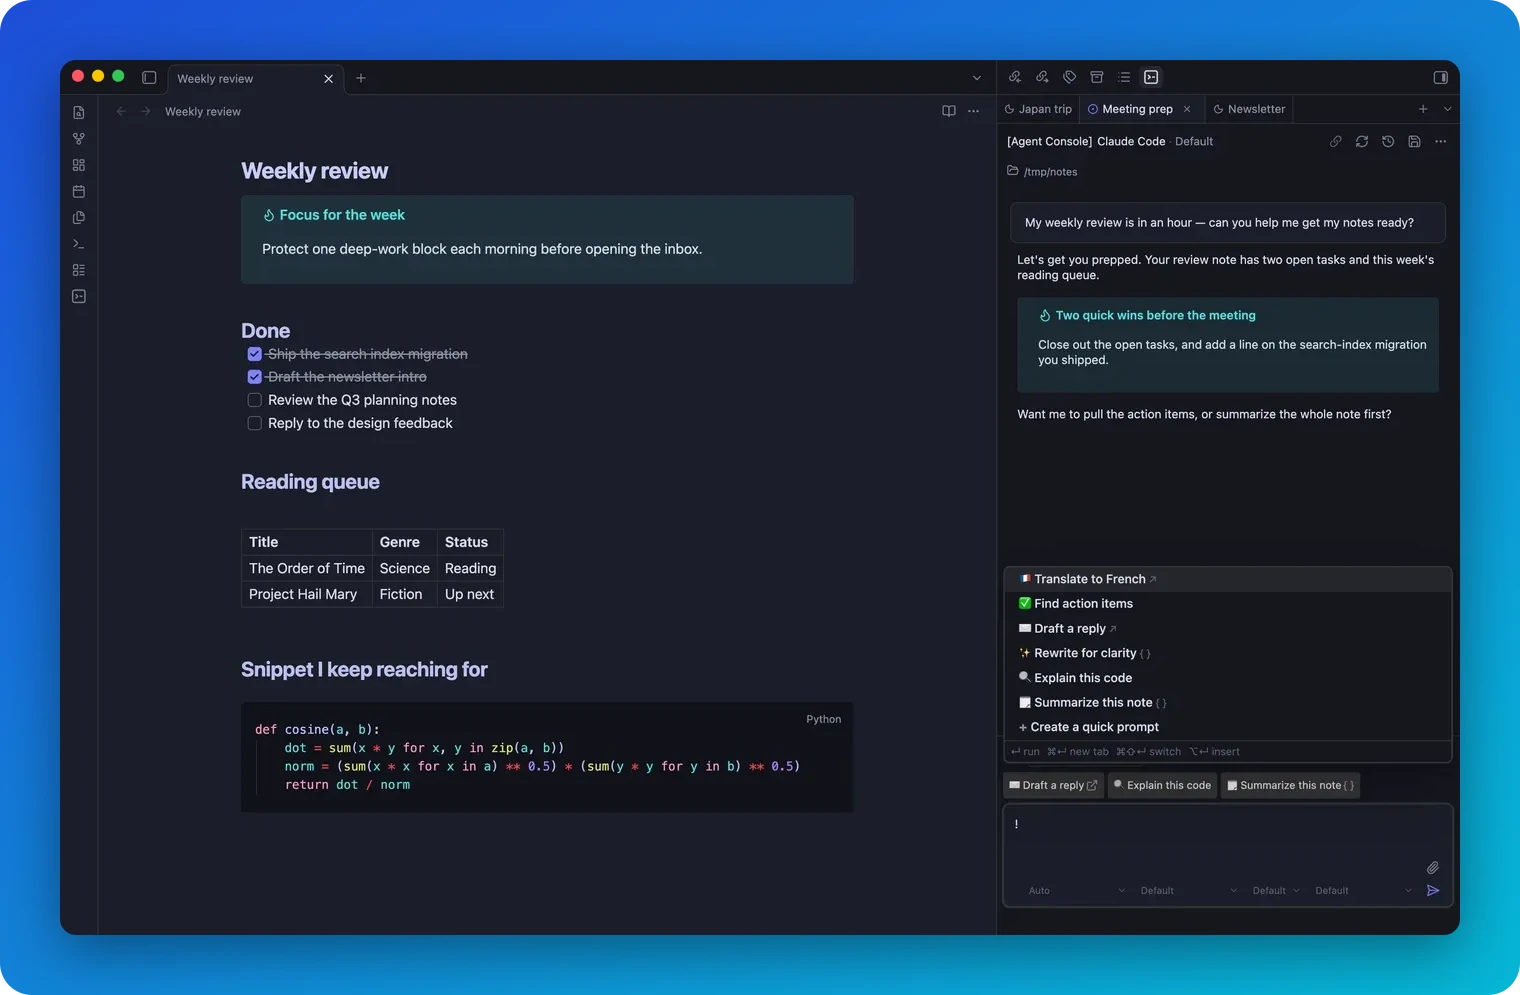 Weekly review
Weekly review
Weekly review
Focus for the week
Protect one deep-work block each morning before opening the inbox.
Done
Ship the search index migration
Draft the newsletter intro
Review the Q3 planning notes
Reply to the design feedback
Reading queue
Title Genre Status
The Order of Time Science Reading
Project Hail Mary Fiction Up next
Snippet I keep reaching for
Python
def cosine(a, b):
    dot = sum(x * y for x, y in zip(a, b))
    norm = (sum(x * x for x in a) ** 0.5) * (sum(y * y for y in b) ** 0.5)
    return dot / norm
Japan trip Meeting prep Newsletter
[Agent Console] Claude Code · Default
/tmp/notes
My weekly review is in an hour — can you help me get my notes ready?
Let's get you prepped. Your review note has two open tasks and this week's
reading queue.
Two quick wins before the meeting
Close out the open tasks, and add a line on the search-index migration
you shipped.
Want me to pull the action items, or summarize the whole note first?
Translate to French ↗
Find action items
Draft a reply ↗
Rewrite for clarity { }
Explain this code
Summarize this note { }
+ Create a quick prompt
↵ run ⌘↵ new tab ⌘⇧↵ switch ⌥↵ insert
Draft a reply Explain this code Summarize this note { }
!
Auto Default Default Default